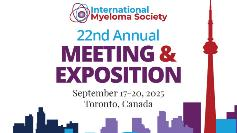 International
Myeloma Society
22nd Annual
MEETING &
EXPOSITION
September 17-20, 2025
Toronto, Canada